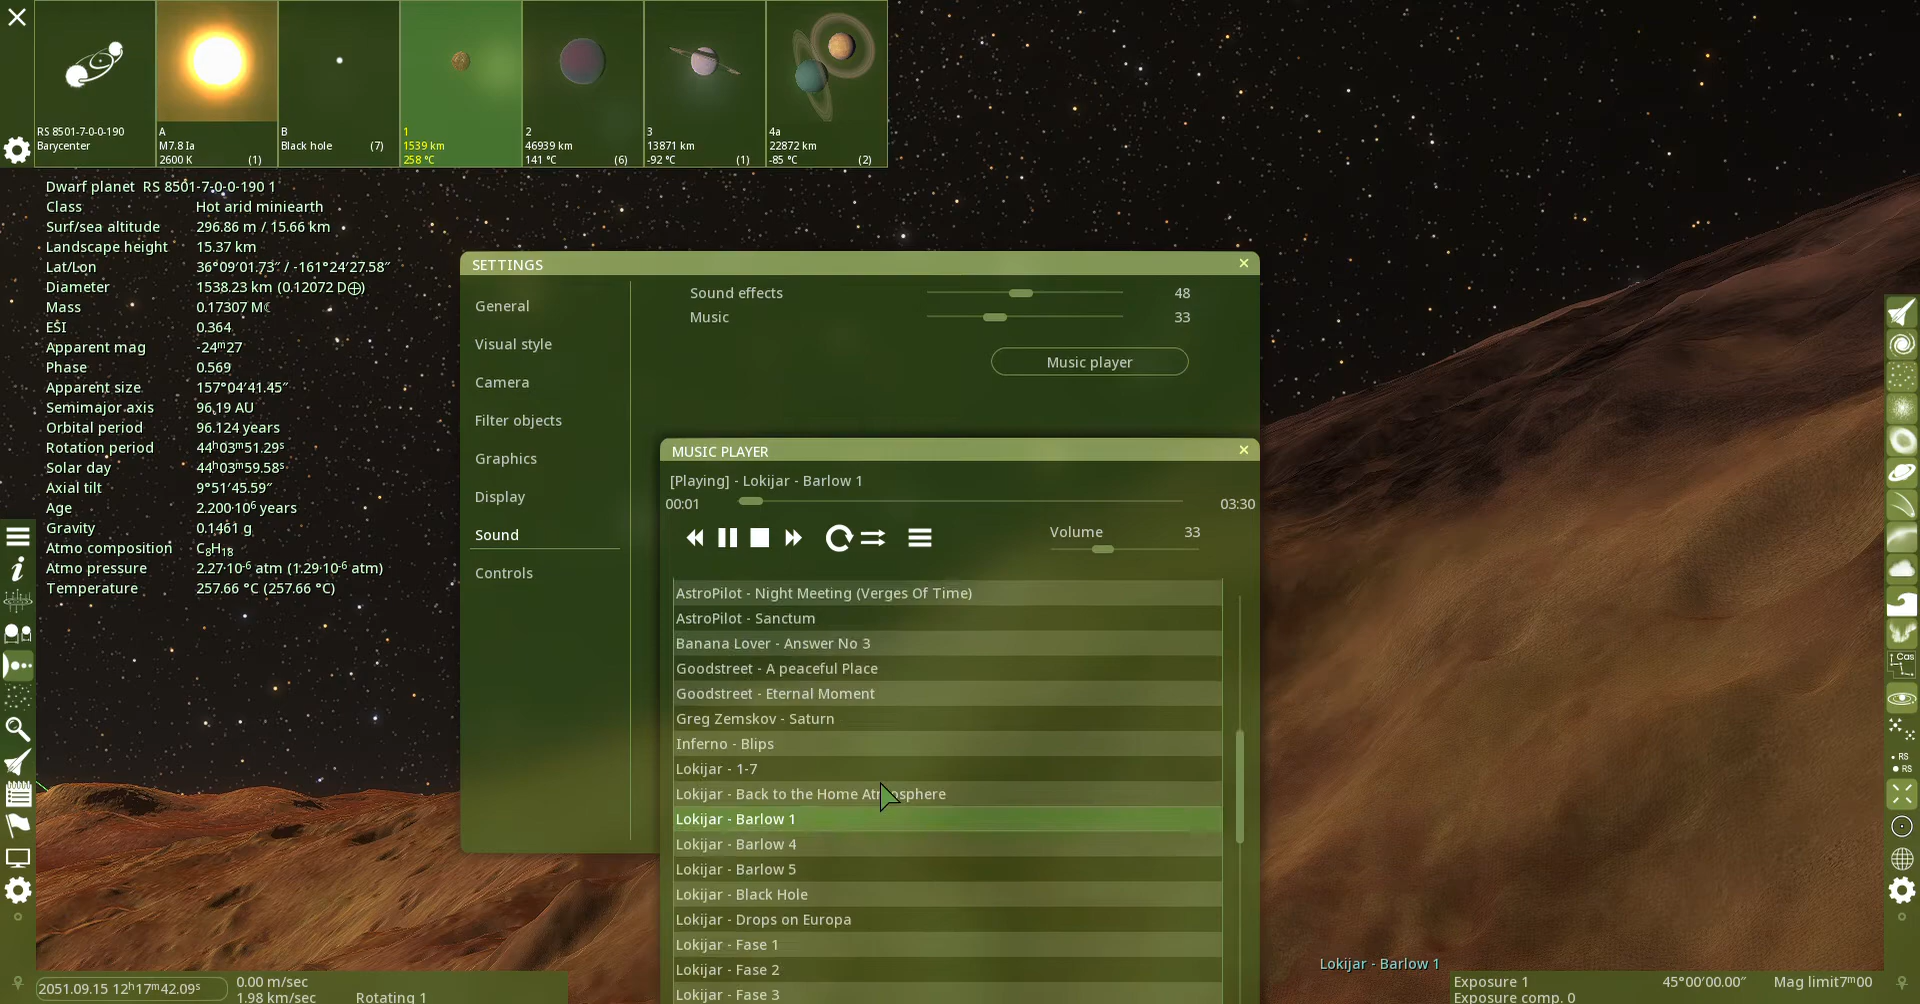 RS 8501-7-0-0-190
Barycenter
A
M7.8 Ia
2600 K (1)
B
Black hole (7)
1
1539 km
258 °C
2
46939 km
141 °C (6)
3
13871 km
-92 °C (1)
4a
22872 km
-85 °C (2)
Dwarf planet RS 8501-7-0-0-190 1
Class Hot arid miniearth
Surf/sea altitude 296.86 m / 15.66 km
Landscape height 15.37 km
Lat/Lon 36°09′01.73″ / -161°24′27.58″
Diameter 1538.23 km (0.12072 D⊕)
Mass 0.17307 M☾
ESI 0.364
Apparent mag -24ᵐ27
Phase 0.569
Apparent size 157°04′41.45″
Semimajor axis 96.19 AU
Orbital period 96.124 years
Rotation period 44ʰ03ᵐ51.29ˢ
Solar day 44ʰ03ᵐ59.58ˢ
Axial tilt 9°51′45.59″
Age 2.200·10⁶ years
Gravity 0.1461 g
Atmo composition C₈H₁₈
Atmo pressure 2.27·10⁻⁶ atm (1.29·10⁻⁶ atm)
Temperature 257.66 °C (257.66 °C)
SETTINGS
General
Visual style
Camera
Filter objects
Graphics
Display
Sound
Controls
Sound effects 48
Music 33
Music player
MUSIC PLAYER
[Playing] - Lokijar - Barlow 1
00:01 03:30
Volume 33
AstroPilot - Night Meeting (Verges Of Time)
AstroPilot - Sanctum
Banana Lover - Answer No 3
Goodstreet - A peaceful Place
Goodstreet - Eternal Moment
Greg Zemskov - Saturn
Inferno - Blips
Lokijar - 1-7
Lokijar - Back to the Home Atmosphere
Lokijar - Barlow 1
Lokijar - Barlow 4
Lokijar - Barlow 5
Lokijar - Black Hole
Lokijar - Drops on Europa
Lokijar - Fase 1
Lokijar - Fase 2
Lokijar - Fase 3
Cas
RS
RS
Lokijar - Barlow 1
2051.09.15 12ʰ17ᵐ42.09ˢ
0.00 m/sec
1.98 km/sec Rotating 1
Exposure 1 45°00′00.00″ Mag limit7ᵐ00
Exposure comp. 0